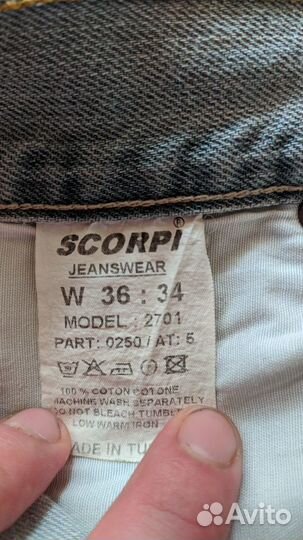 SCORPI®
JEANSWEAR
W 36 : 34
MODEL : 2701
PART: 0250 / AT: 5
100 % COTON COTONE
MACHINE WASH SEPARATELY
DO NOT BLEACH TUMBLE
LOW WARM IRON
MADE IN TU
Avito